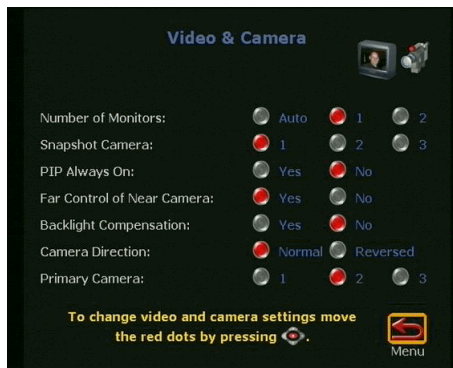 Video & Camera
Number of Monitors: Auto 1 2
Snapshot Camera: 1 2 3
PIP Always On: Yes No
Far Control of Near Camera: Yes No
Backlight Compensation: Yes No
Camera Direction: Normal Reversed
Primary Camera: 1 2 3
To change video and camera settings move
the red dots by pressing .
Menu